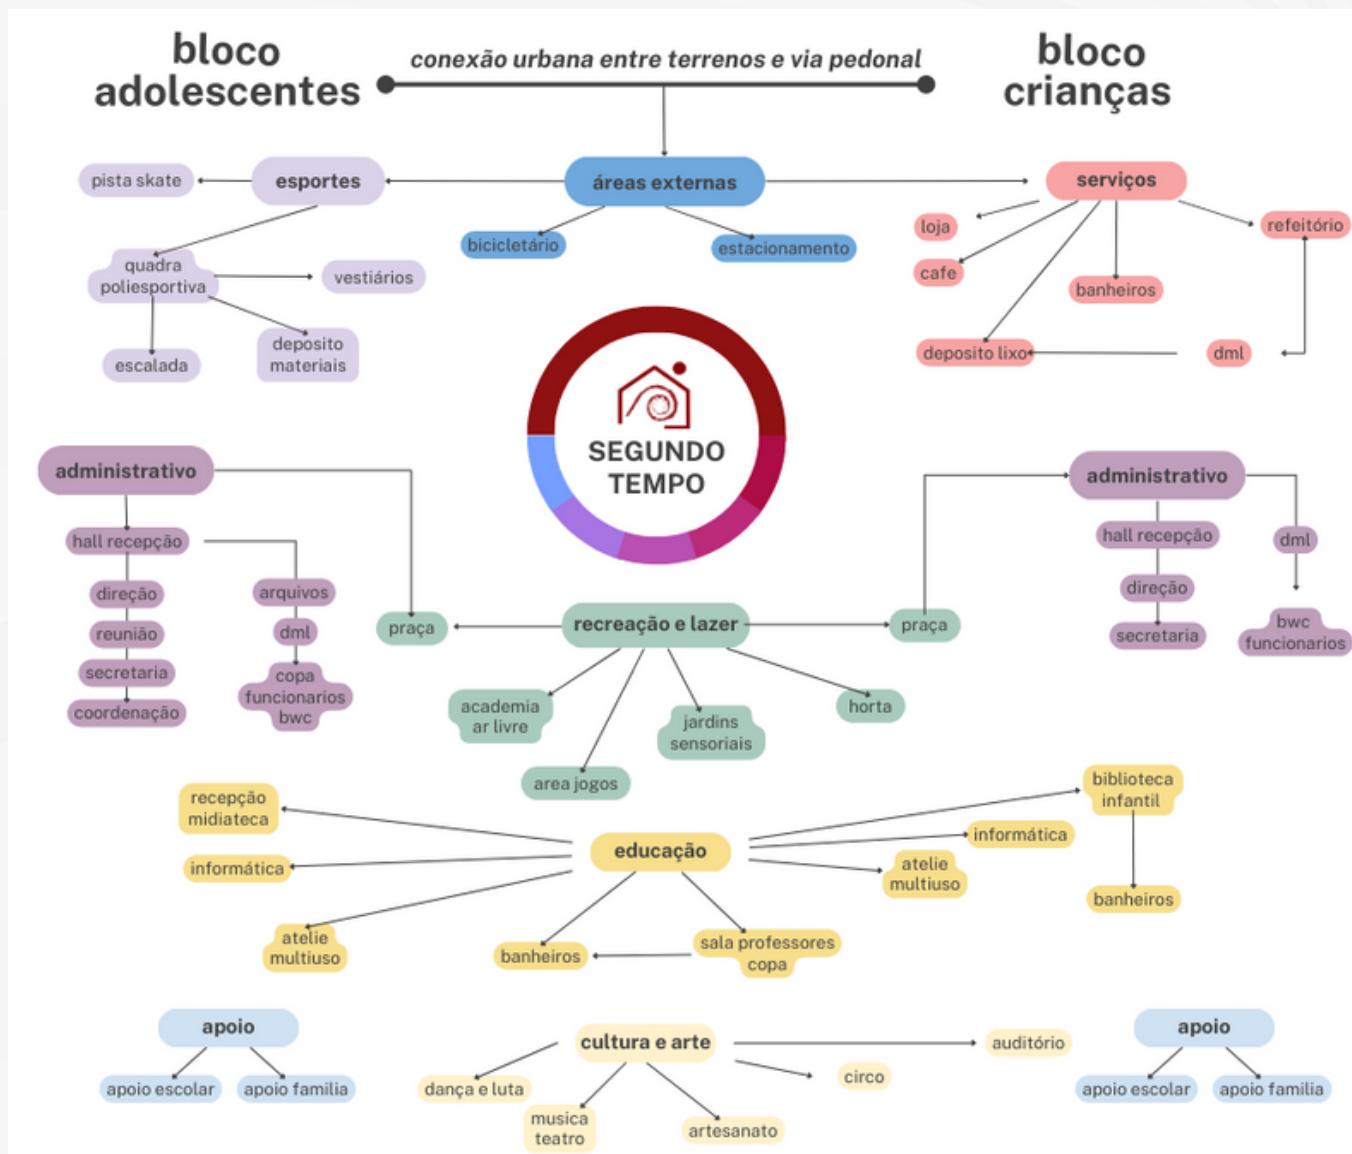 bloco
adolescentes
conexão urbana entre terrenos e via pedonal
bloco
crianças
pista skate
esportes
áreas externas
serviços
bicicletário
estacionamento
loja
refeitório
quadra
poliesportiva
vestiários
cafe
banheiros
escalada
deposito
materiais
deposito lixo
dml
SEGUNDO
TEMPO
administrativo
hall recepção
direção
reunião
secretaria
coordenação
arquivos
dml
copa
funcionarios
bwc
administrativo
hall recepção
direção
secretaria
dml
bwc
funcionarios
praça
recreação e lazer
praça
academia
ar livre
area jogos
jardins
sensoriais
horta
recepção
midiateca
informática
atelie
multiuso
educação
banheiros
sala professores
copa
biblioteca
infantil
informática
atelie
multiuso
banheiros
apoio
apoio escolar
apoio familia
cultura e arte
dança e luta
musica
teatro
artesanato
circo
auditório
apoio
apoio escolar
apoio familia